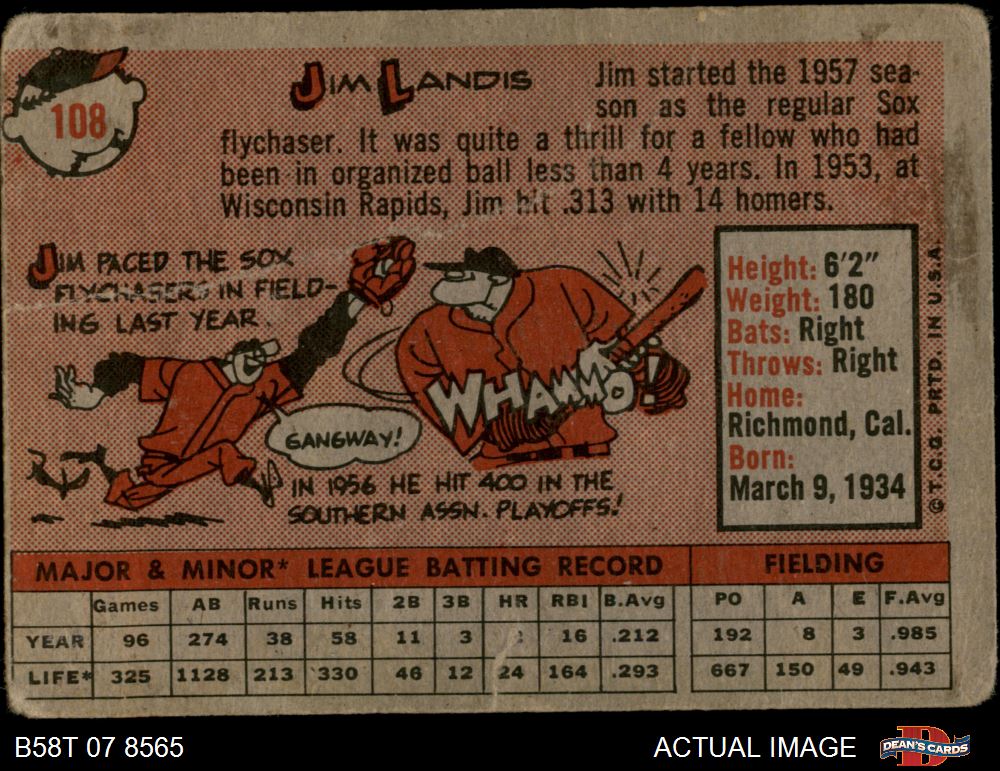 108
JIM LANDIS
Jim started the 1957 sea-
son as the regular Sox
flychaser. It was quite a thrill for a fellow who had
been in organized ball less than 4 years. In 1953, at
Wisconsin Rapids, Jim hit .313 with 14 homers.
JIM PACED THE SOX
FLYCHASERS IN FIELD-
ING LAST YEAR.
GANGWAY!
WHAMMO!
IN 1956 HE HIT 400 IN THE
SOUTHERN ASSN. PLAYOFFS!
Height: 6'2"
Weight: 180
Bats: Right
Throws: Right
Home:
Richmond, Cal.
Born:
March 9, 1934
© T.C.G. PRTD. IN U.S.A.
MAJOR & MINOR* LEAGUE BATTING RECORD FIELDING
Games AB Runs Hits 2B 3B HR RBI B.Avg PO A E F.Avg
YEAR 96 274 38 58 11 3 16 .212 192 8 3 .985
LIFE* 325 1128 213 330 46 12 24 164 .293 667 150 49 .943
B58T 07 8565
ACTUAL IMAGE
DEAN'S CARDS